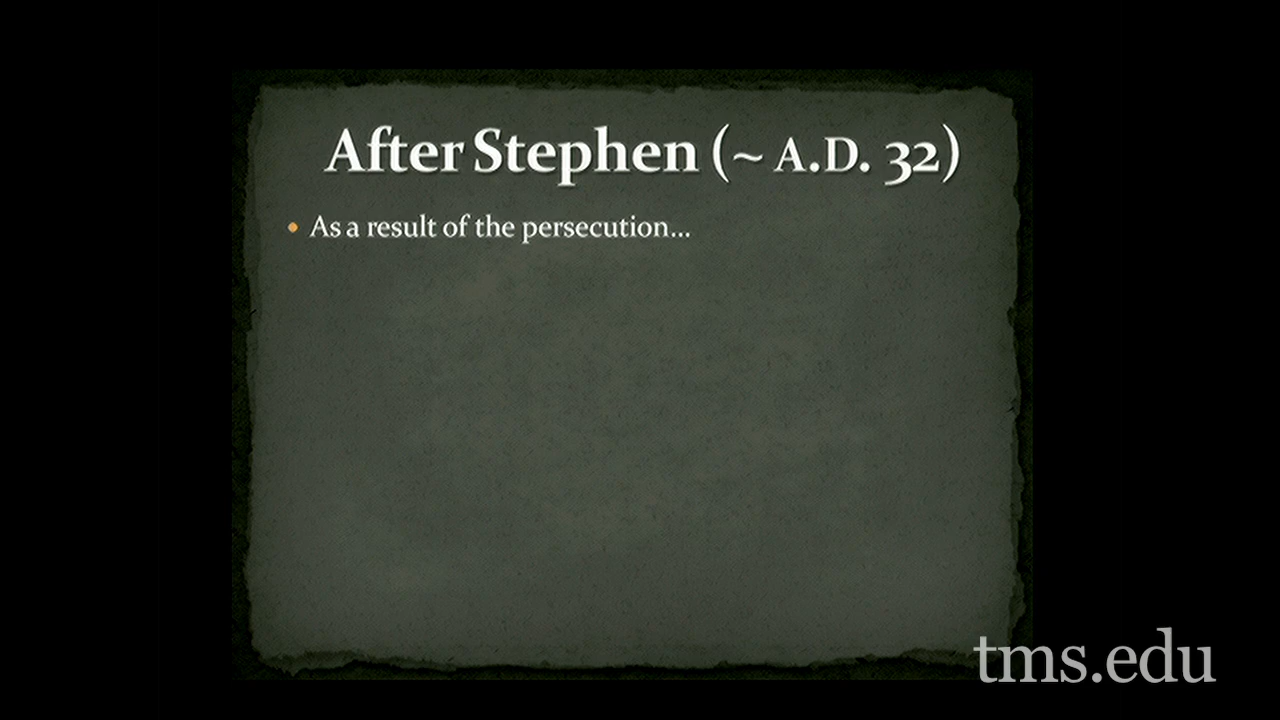 After Stephen (~ A.D. 32)
• As a result of the persecution...
tms.edu